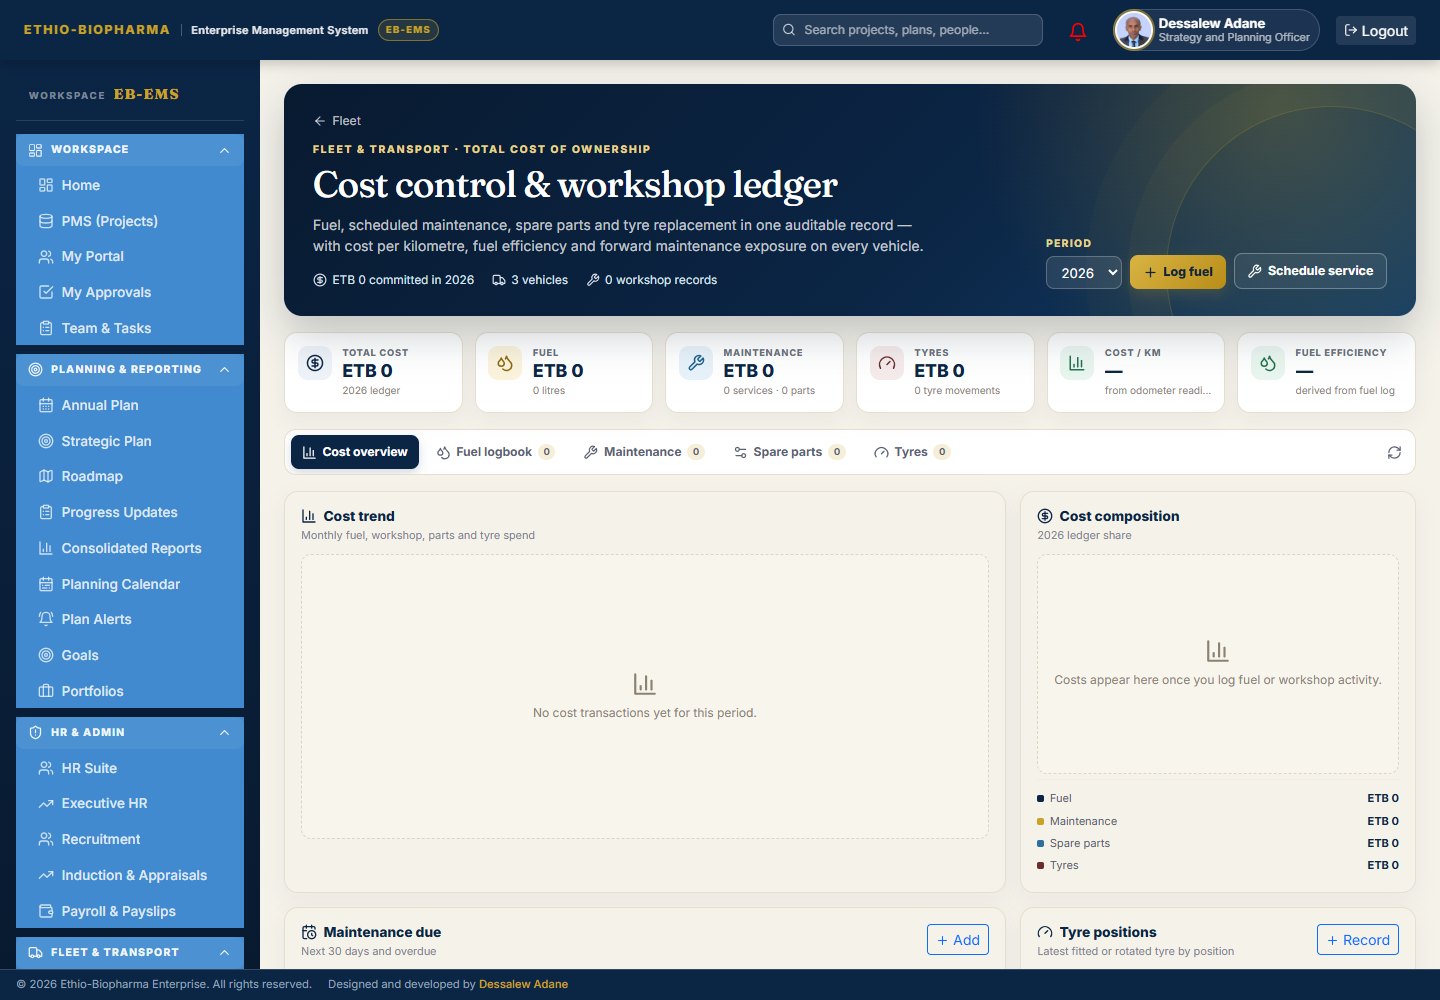 ETHIO-BIOPHARMA
Enterprise Management System
EB-EMS
Search projects, plans, people...
Dessalew Adane
Strategy and Planning Officer
Logout
WORKSPACE EB-EMS
WORKSPACE
Home
PMS (Projects)
My Portal
My Approvals
Team & Tasks
PLANNING & REPORTING
Annual Plan
Strategic Plan
Roadmap
Progress Updates
Consolidated Reports
Planning Calendar
Plan Alerts
Goals
Portfolios
HR & ADMIN
HR Suite
Executive HR
Recruitment
Induction & Appraisals
Payroll & Payslips
FLEET & TRANSPORT
Fleet
FLEET & TRANSPORT · TOTAL COST OF OWNERSHIP
Cost control & workshop ledger
Fuel, scheduled maintenance, spare parts and tyre replacement in one auditable record —
with cost per kilometre, fuel efficiency and forward maintenance exposure on every vehicle.
ETB 0 committed in 2026
3 vehicles
0 workshop records
PERIOD
2026
Log fuel
Schedule service
TOTAL COST
ETB 0
2026 ledger
FUEL
ETB 0
0 litres
MAINTENANCE
ETB 0
0 services · 0 parts
TYRES
ETB 0
0 tyre movements
COST / KM
—
from odometer readi...
FUEL EFFICIENCY
—
derived from fuel log
Cost overview
Fuel logbook 0
Maintenance 0
Spare parts 0
Tyres 0
Cost trend
Monthly fuel, workshop, parts and tyre spend
No cost transactions yet for this period.
Cost composition
2026 ledger share
Costs appear here once you log fuel or workshop activity.
Fuel ETB 0
Maintenance ETB 0
Spare parts ETB 0
Tyres ETB 0
Maintenance due
Next 30 days and overdue
+ Add
Tyre positions
Latest fitted or rotated tyre by position
+ Record
© 2026 Ethio-Biopharma Enterprise. All rights reserved.
Designed and developed by Dessalew Adane